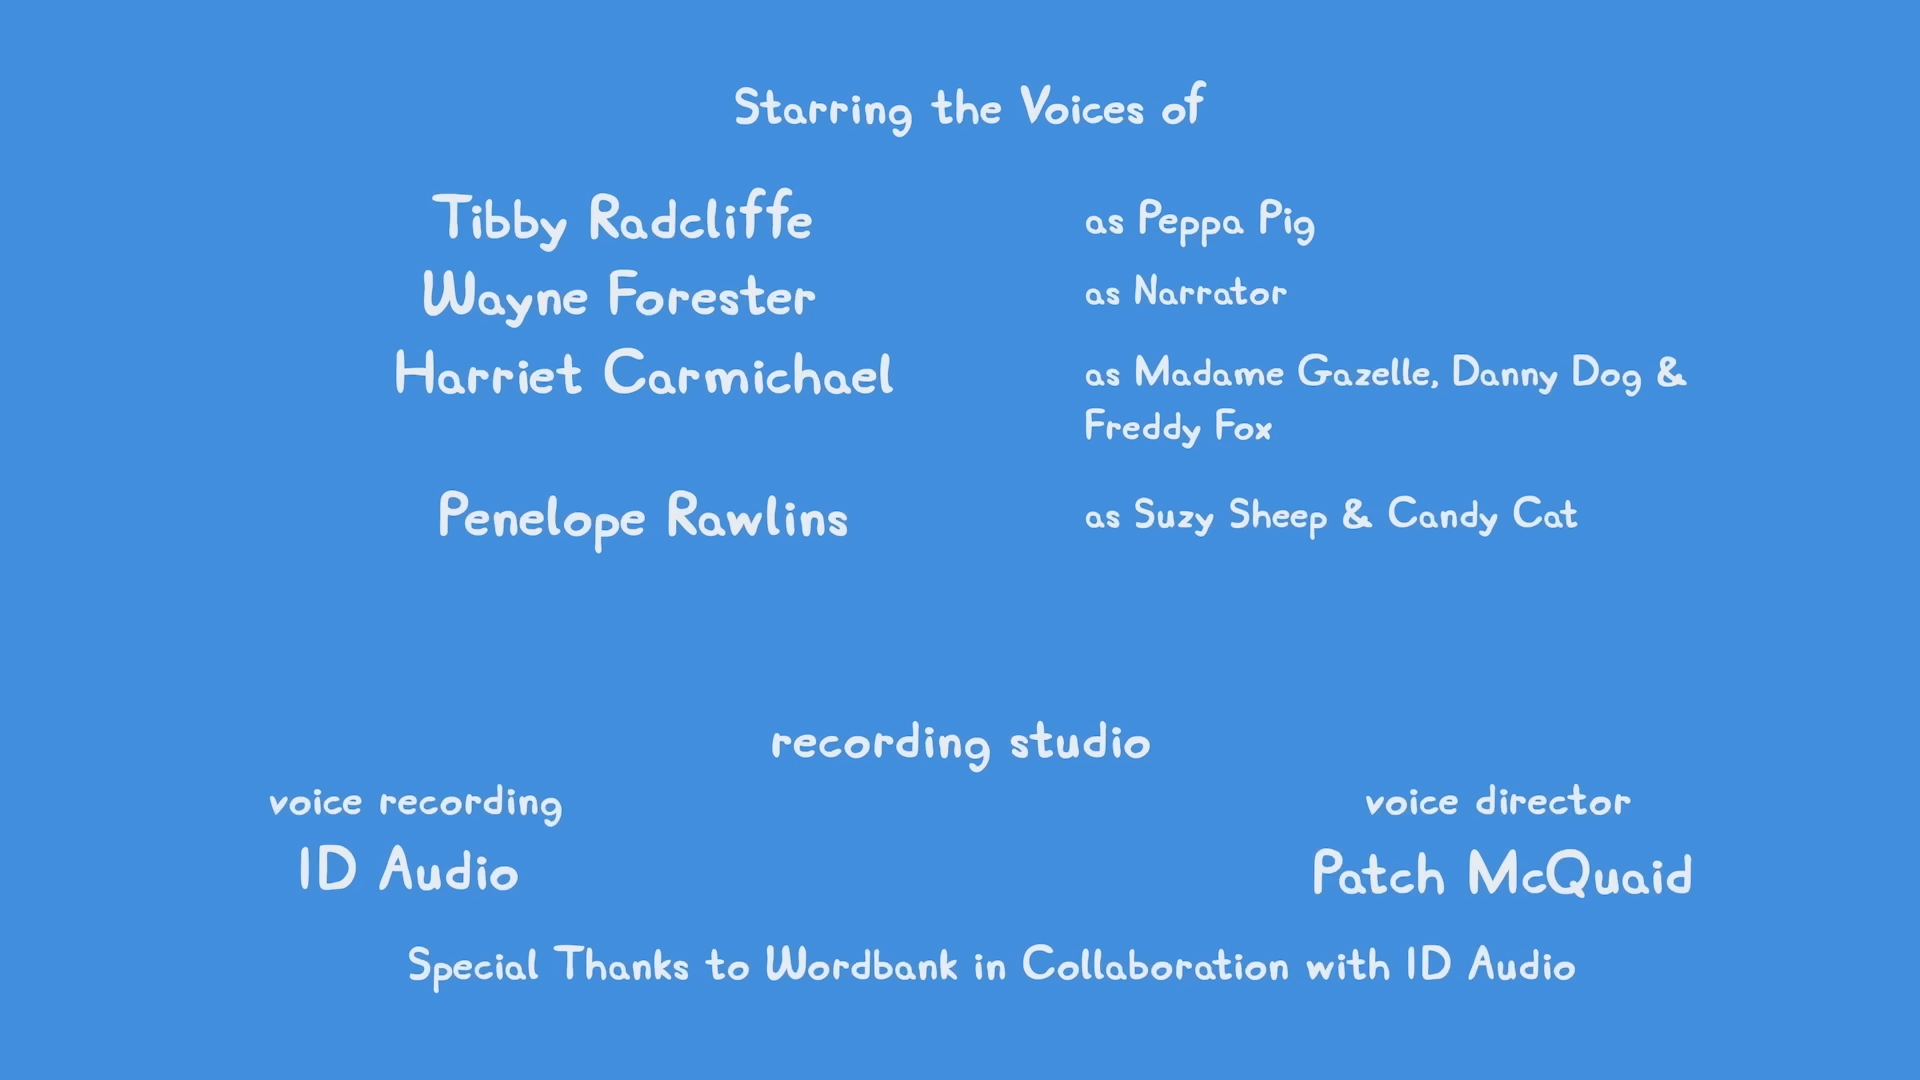 Starring the Voices of
Tibby Radcliffe as Peppa Pig
Wayne Forester as Narrator
Harriet Carmichael as Madame Gazelle, Danny Dog &
Freddy Fox
Penelope Rawlins as Suzy Sheep & Candy Cat
recording studio
voice recording voice director
ID Audio Patch McQuaid
Special Thanks to Wordbank in Collaboration with ID Audio